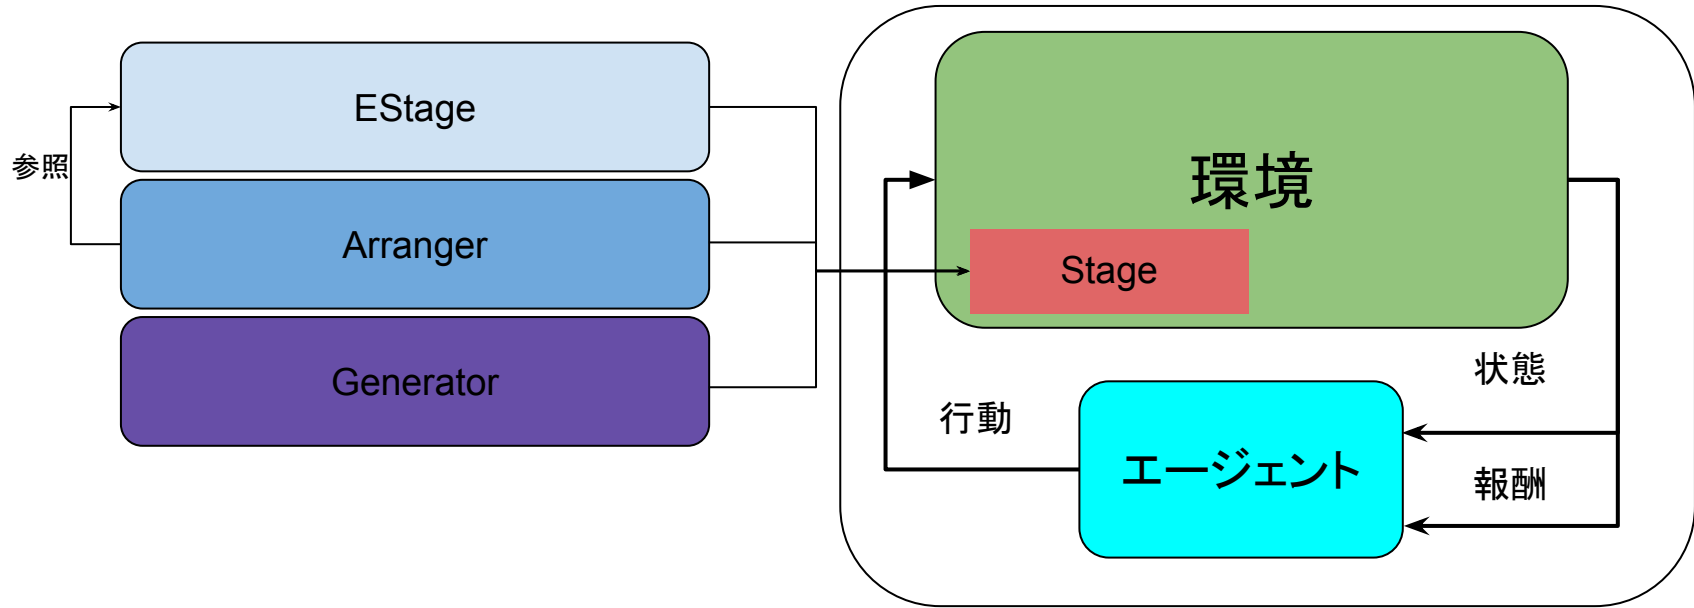 EStage
参照
Arranger
Generator
環境
Stage
状態
行動
エージェント
報酬